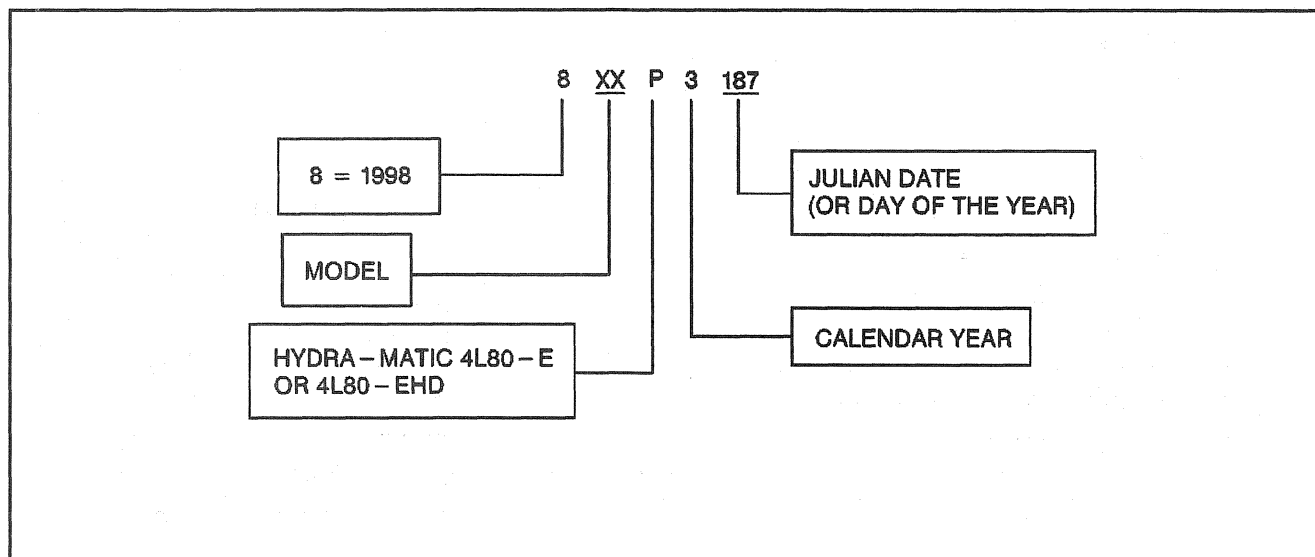 8 XX P 3 187
8 = 1998
JULIAN DATE
(OR DAY OF THE YEAR)
MODEL
HYDRA-MATIC 4L80-E
OR 4L80-EHD
CALENDAR YEAR